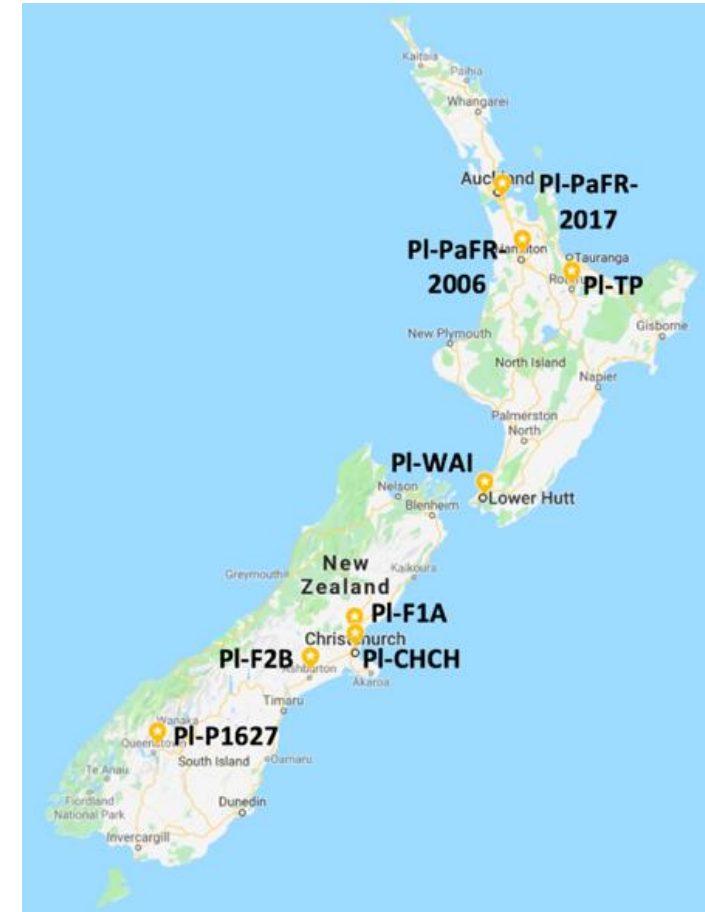 Kaitaia
Paihia
Whangarei
Auckland
Pl-PaFR-
2017
Pl-PaFR-
2006
Tauranga
Pl-TP
Gisborne
New Plymouth
North Island
Napier
Palmerston
North
Pl-WAI
Nelson
Lower Hutt
Blenheim
New
Zealand
Greymouth
Kaikoura
Pl-F1A
Christchurch
Pl-F2B
Pl-CHCH
Ashburton
Akaroa
Timaru
Wanaka
Pl-P1627
Queenstown
South Island
Oamaru
Te Anau
Fiordland
National Park
Dunedin
Invercargill